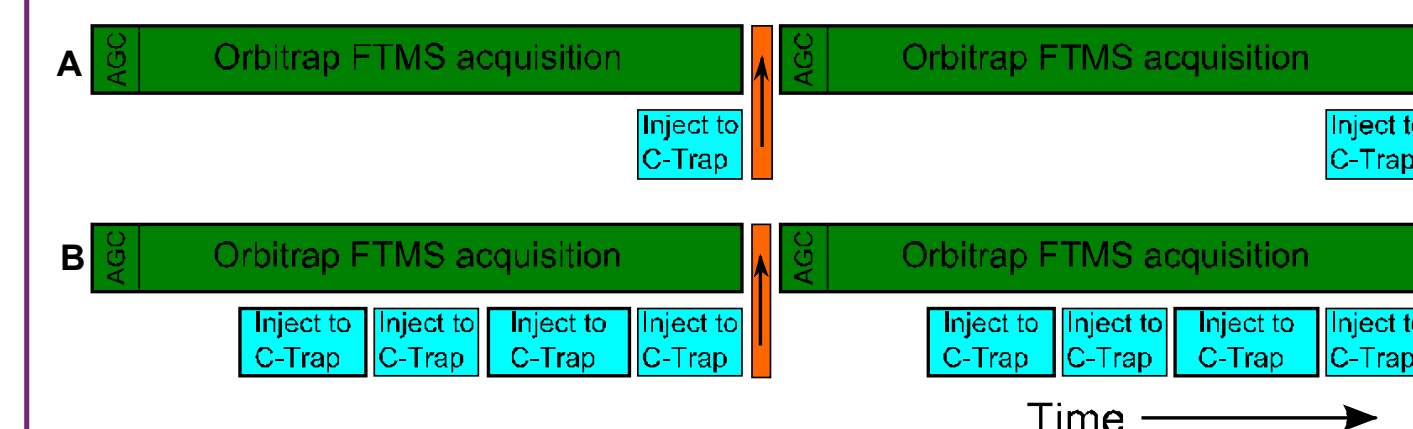 A AGC Orbitrap FTMS acquisition AGC Orbitrap FTMS acquisition
Inject to Inject t
C-Trap C-Trap
B AGC Orbitrap FTMS acquisition AGC Orbitrap FTMS acquisition
Inject to Inject to Inject to Inject to Inject to Inject to Inject to Inject t
C-Trap C-Trap C-Trap C-Trap C-Trap C-Trap C-Trap C-Trap
Time